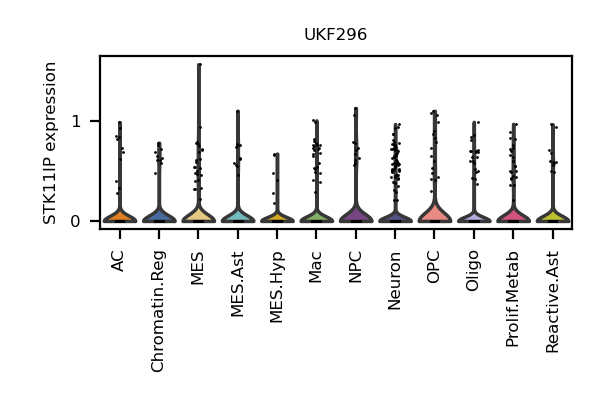 UKF296
STK11IP expression
1
0
AC
Chromatin.Reg
MES
MES.Ast
MES.Hyp
Mac
NPC
Neuron
OPC
Oligo
Prolif.Metab
Reactive.Ast